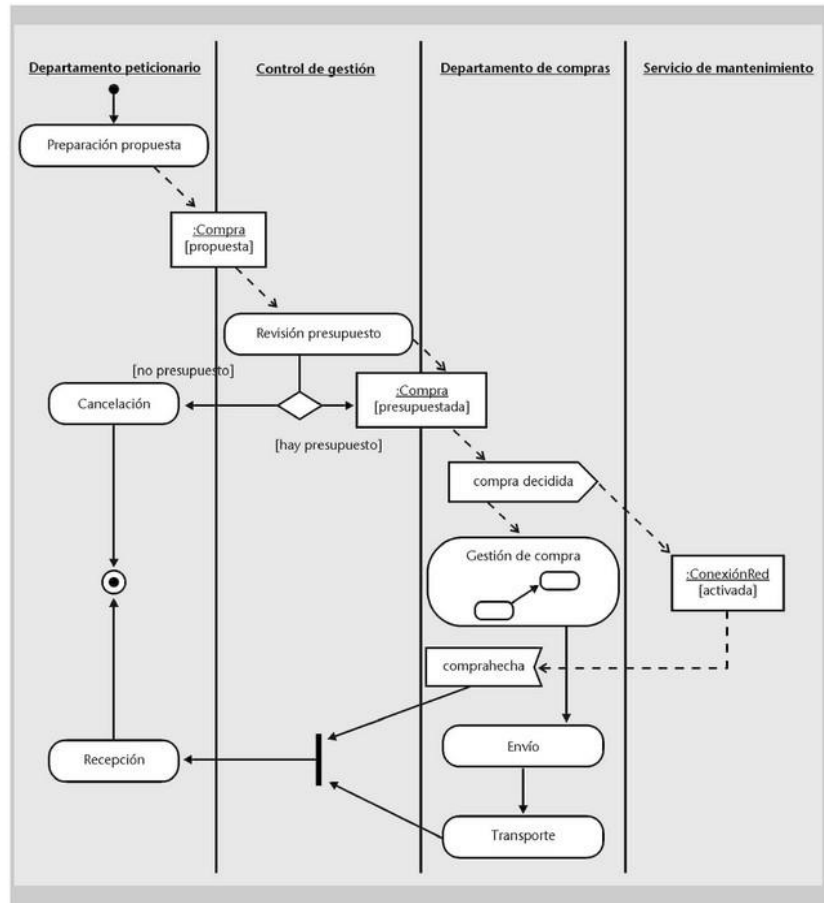 Departamento peticionario
Control de gestión
Departamento de compras
Servicio de mantenimiento
Preparación propuesta
:Compra
[propuesta]
Revisión presupuesto
[no presupuesto]
Cancelación
:Compra
[presupuestada]
[hay presupuesto]
compra decidida
Gestión de compra
:ConexiónRed
[activada]
comprahecha
Envío
Recepción
Transporte